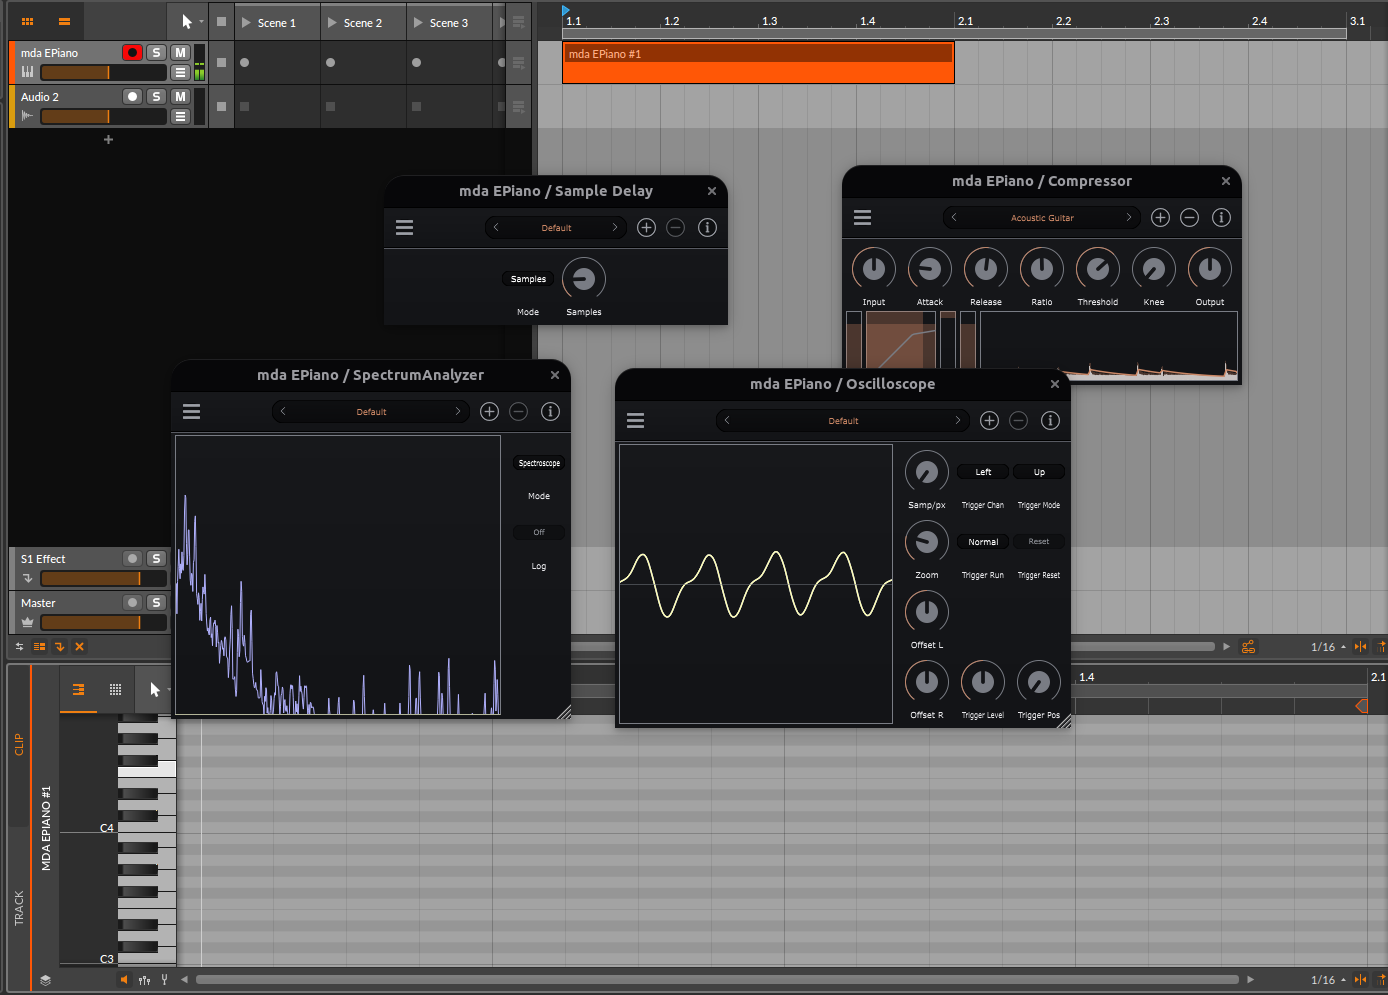 Scene 1
Scene 2
Scene 3
1.1
1.2
1.3
1.4
2.1
2.2
2.3
2.4
3.1
mda EPiano
S
M
mda EPiano #1
Audio 2
S
M
mda EPiano / Sample Delay
Default
Samples
Mode
Samples
mda EPiano / Compressor
Acoustic Guitar
Input
Attack
Release
Ratio
Threshold
Knee
Output
mda EPiano / SpectrumAnalyzer
Default
Spectroscope
Mode
Off
Log
mda EPiano / Oscilloscope
Default
Samp/px
Left
Trigger Chan
Up
Trigger Mode
Zoom
Normal
Trigger Run
Reset
Trigger Reset
Offset L
Offset R
Trigger Level
Trigger Pos
S1 Effect
S
Master
S
1/16
1.4
2.1
CLIP
TRACK
MDA EPIANO #1
C4
C3
1/16